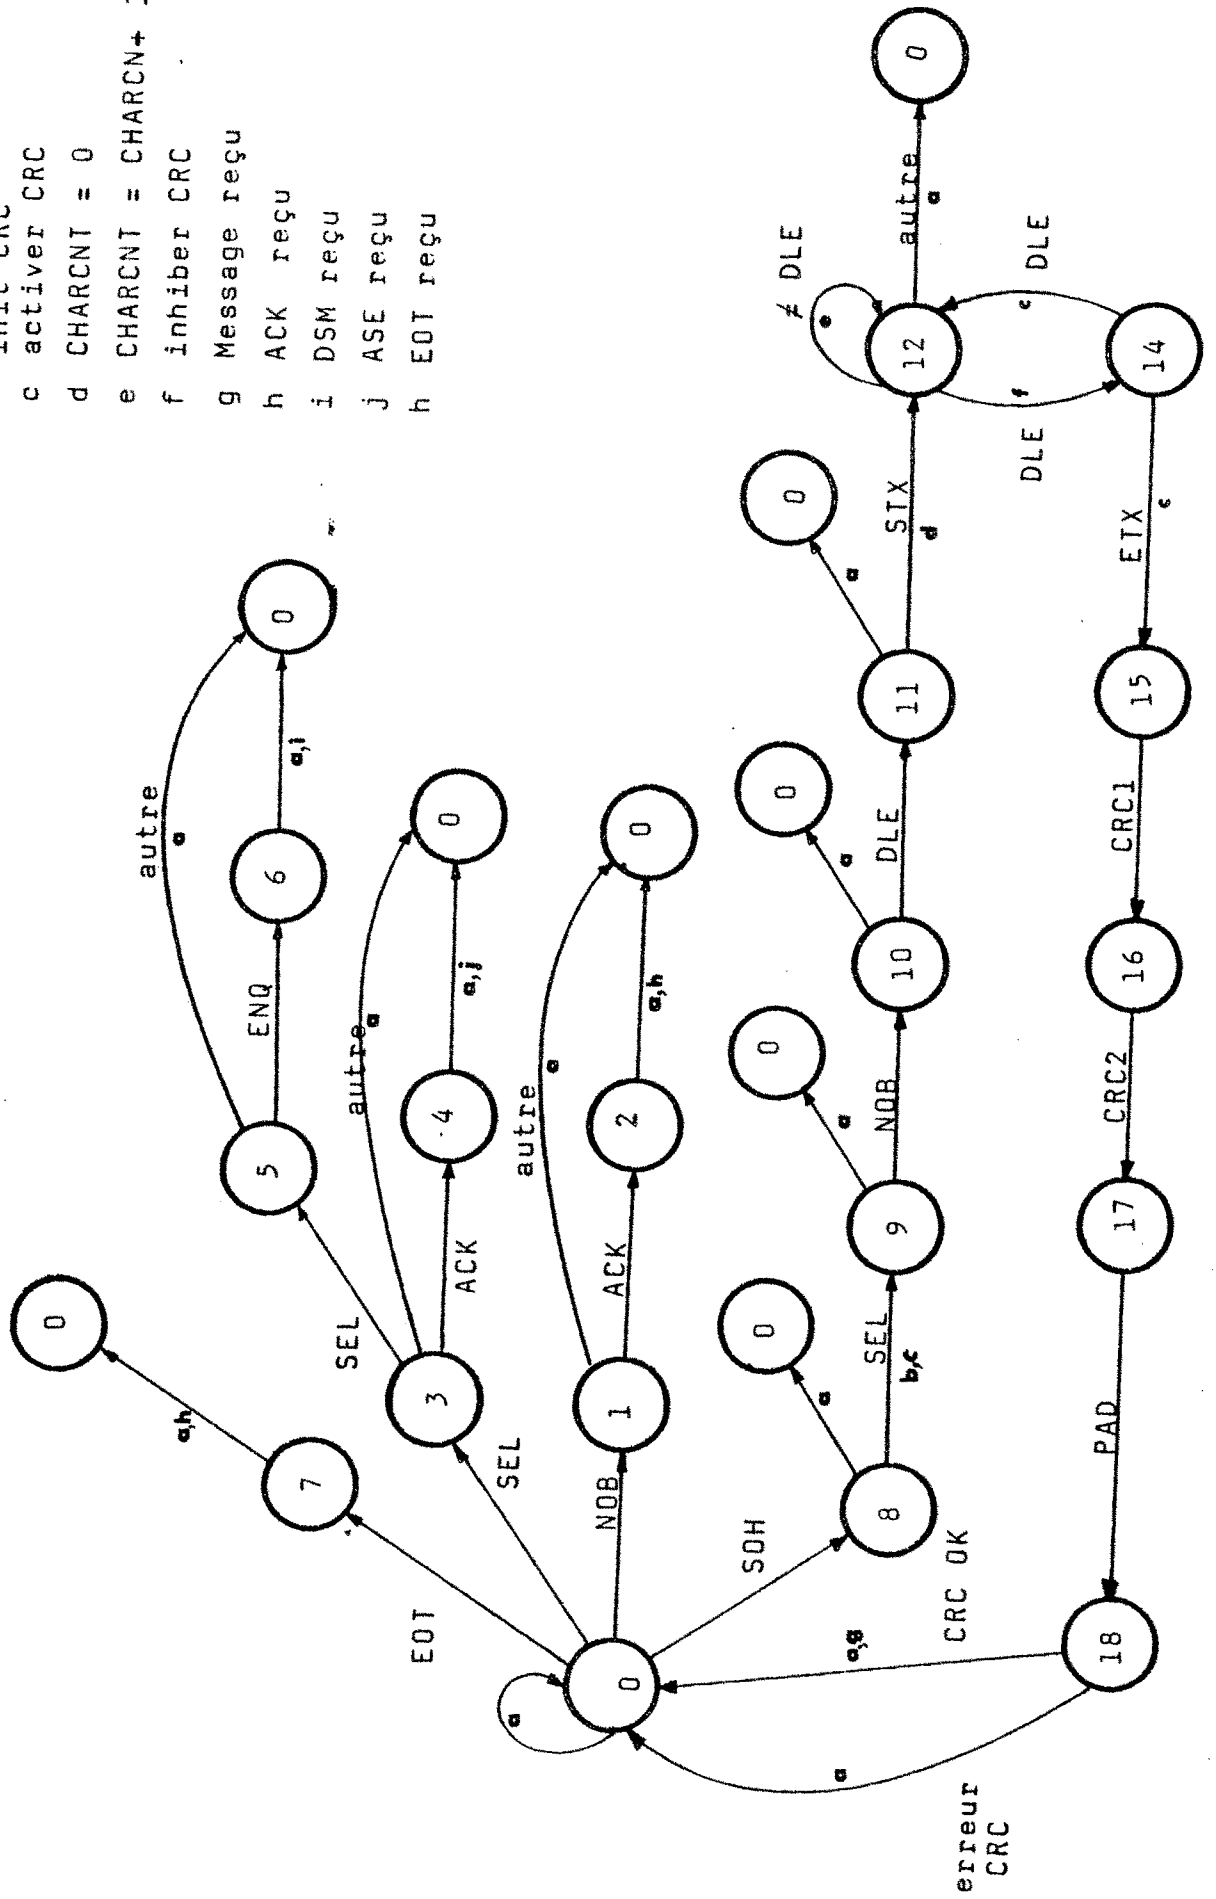 init CRC
c activer CRC
d CHARCNT = 0
e CHARCNT = CHARCN+
f inhiber CRC
g Message reçu
h ACK reçu
i DSM reçu
j ASE reçu
h EOT reçu
0
a,h
7
EOT
autre
a
0
a,i
6
ENQ
5
SEL
autre
a
0
a,j
4
ACK
3
SEL
autre
a
0
a,h
2
ACK
1
NOB
a
0
SOH
8
a
0
SEL
b,c
9
a
0
NOB
10
a
0
DLE
11
a
0
STX
d
12
e
≠ DLE
autre
a
0
f
DLE
c
DLE
14
ETX
c
15
CRC1
16
CRC2
17
PAD
18
a,g
CRC OK
a
erreur
CRC